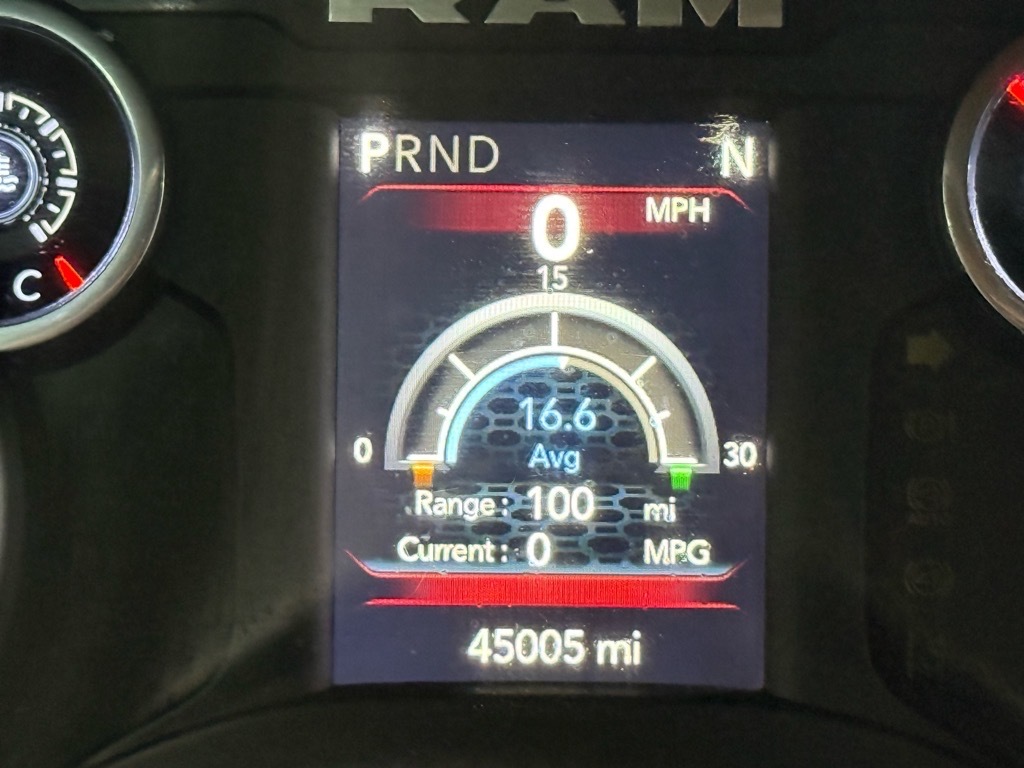 RAM
PRND N
0 MPH
15
16.6
Avg
0 30
C
Range: 100 mi
Current: 0 MPG
45005 mi